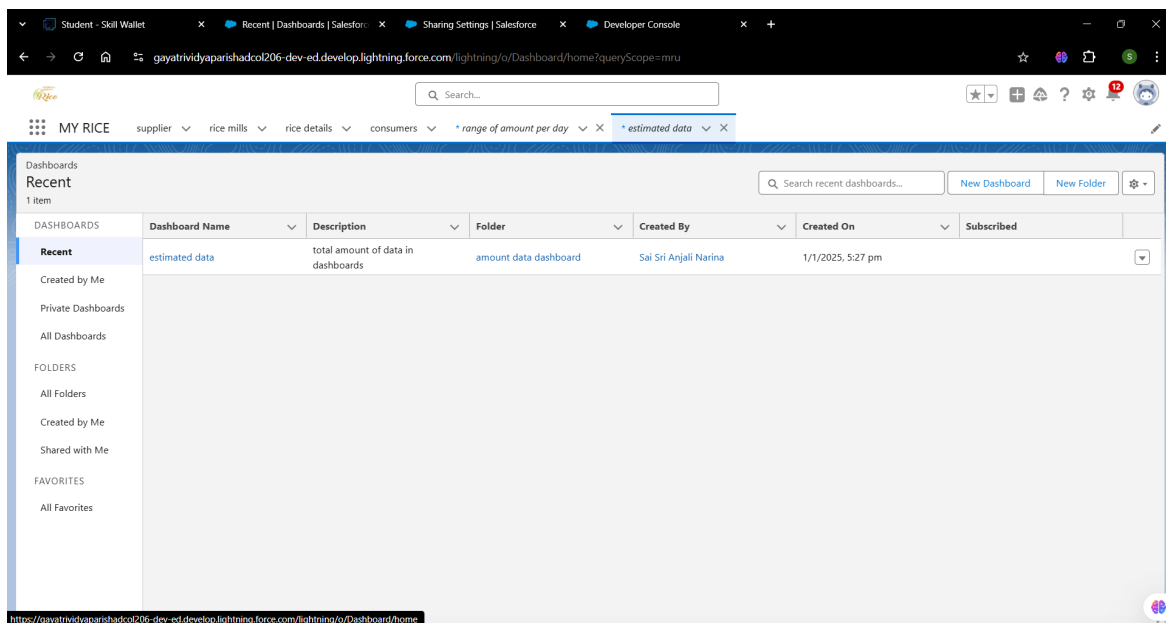 Student - Skill Wallet
Recent | Dashboards | Salesforc
Sharing Settings | Salesforce
Developer Console
gayatrividyaparishadcol206-dev-ed.develop.lightning.force.com/lightning/o/Dashboard/home?queryScope=mru
S
Rice
Search...
12
MY RICE
supplier
rice mills
rice details
consumers
* range of amount per day
* estimated data
Dashboards
Recent
1 item
Search recent dashboards...
New Dashboard
New Folder
DASHBOARDS
Recent
Created by Me
Private Dashboards
All Dashboards
FOLDERS
All Folders
Created by Me
Shared with Me
FAVORITES
All Favorites
Dashboard Name Description Folder Created By Created On Subscribed
estimated data
total amount of data in
dashboards
amount data dashboard
Sai Sri Anjali Narina
1/1/2025, 5:27 pm
https://gayatrividyaparishadcol206-dev-ed.develop.lightning.force.com/lightning/o/Dashboard/home